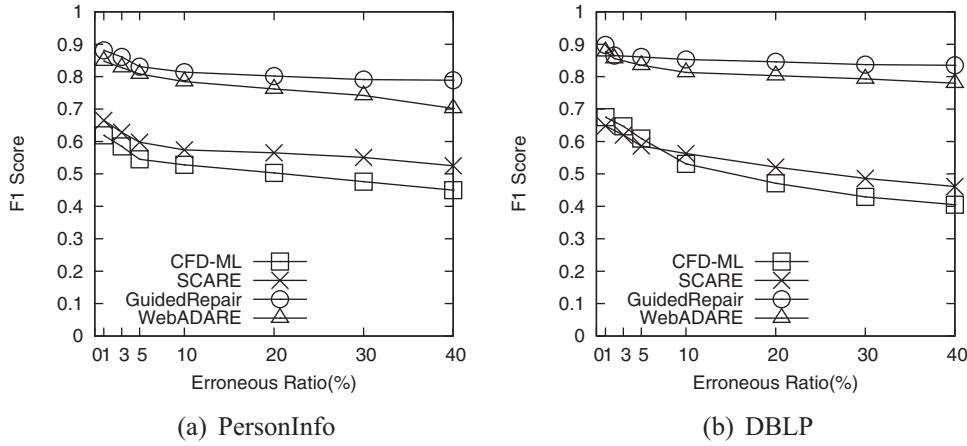 1
0.9
0.8
0.7
0.6
0.5
0.4
0.3
0.2
0.1
0
F1 Score
CFD-ML
SCARE
GuidedRepair
WebADARE
01 3 5 10 20 30 40
Erroneous Ratio(%)
(a) PersonInfo
1
0.9
0.8
0.7
0.6
0.5
0.4
0.3
0.2
0.1
0
F1 Score
CFD-ML
SCARE
GuidedRepair
WebADARE
01 3 5 10 20 30 40
Erroneous Ratio(%)
(b) DBLP